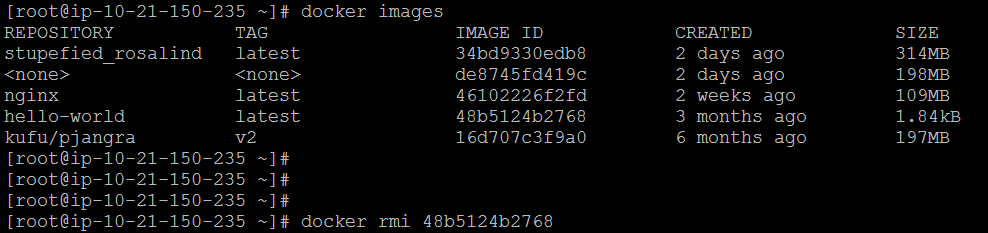 [root@ip-10-21-150-235 ~]# docker images
REPOSITORY TAG IMAGE ID CREATED SIZE
stupefied_rosalind latest 34bd9330edb8 2 days ago 314MB
<none> <none> de8745fd419c 2 days ago 198MB
nginx latest 46102226f2fd 2 weeks ago 109MB
hello-world latest 48b5124b2768 3 months ago 1.84kB
kufu/pjangra v2 16d707c3f9a0 6 months ago 197MB
[root@ip-10-21-150-235 ~]#
[root@ip-10-21-150-235 ~]#
[root@ip-10-21-150-235 ~]#
[root@ip-10-21-150-235 ~]# docker rmi 48b5124b2768